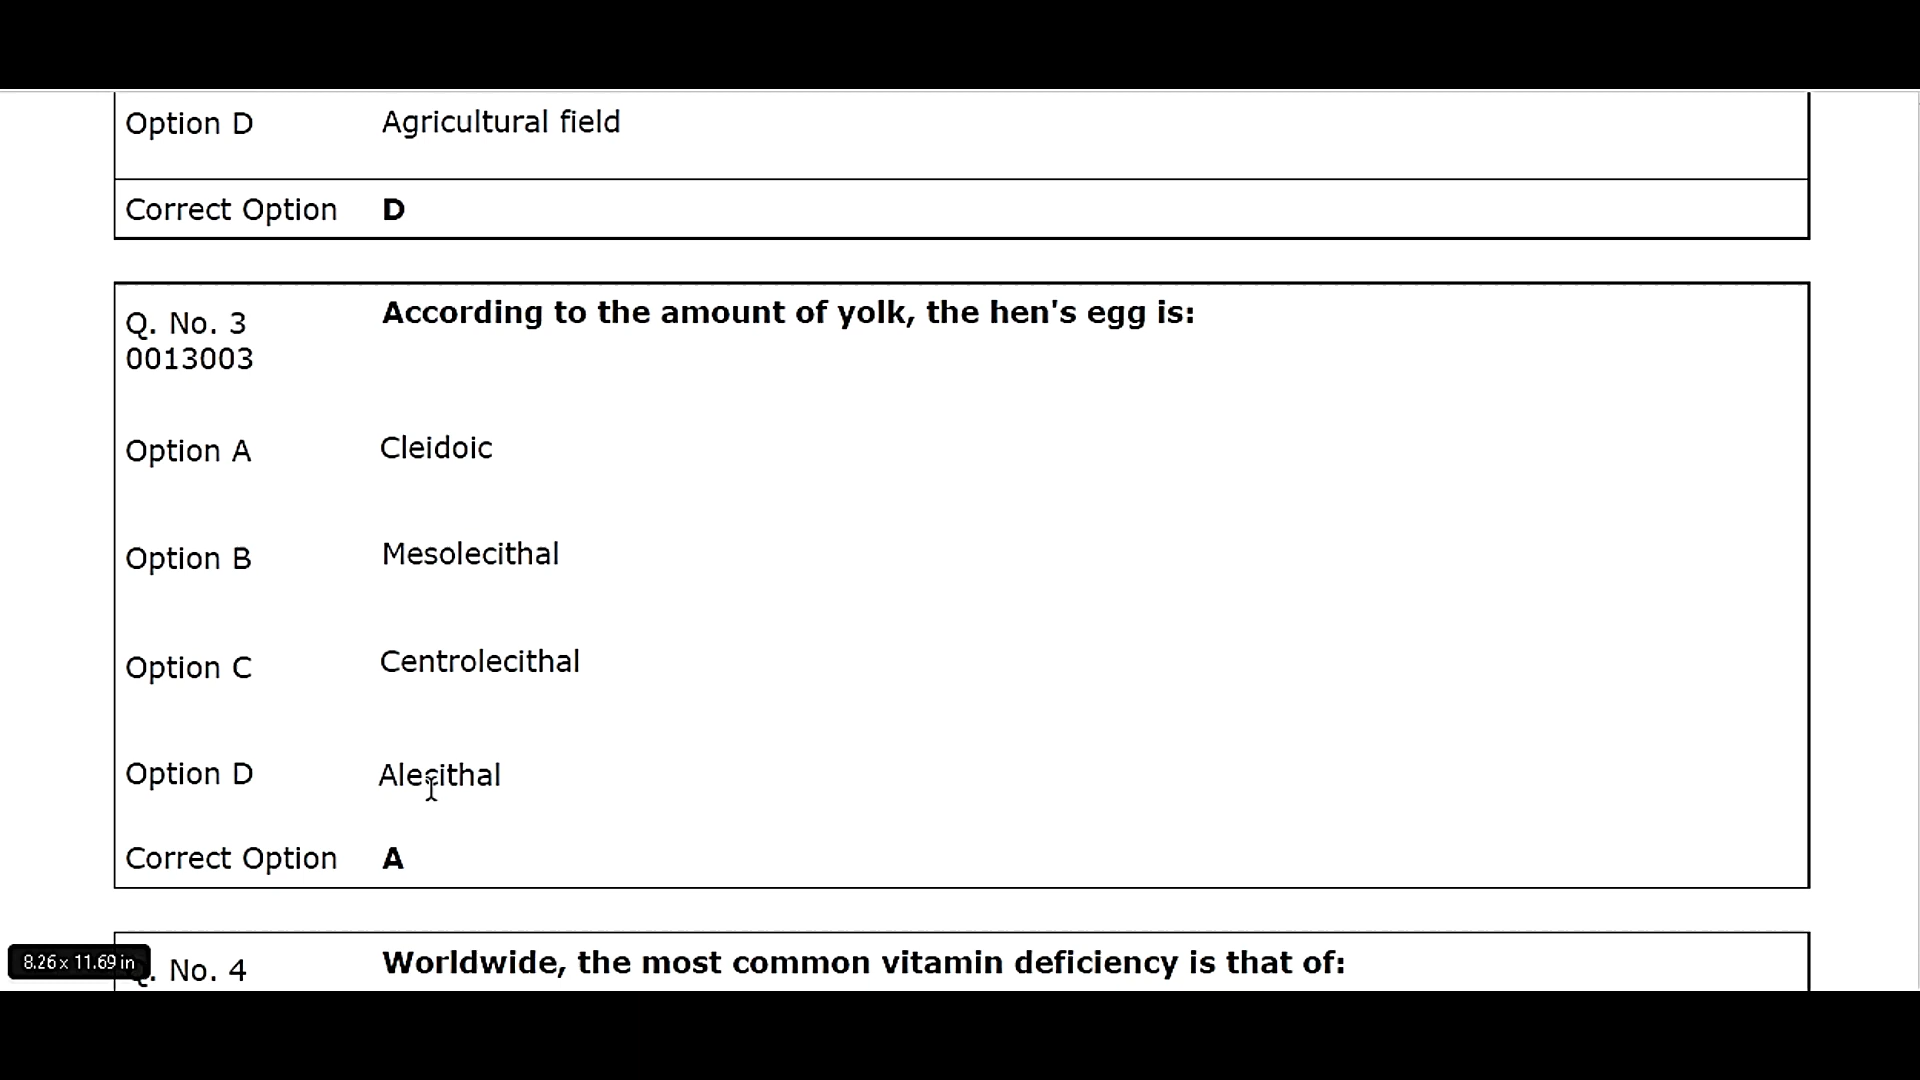 Option D Agricultural field
Correct Option D
Q. No. 3 According to the amount of yolk, the hen's egg is:
0013003
Option A Cleidoic
Option B Mesolecithal
Option C Centrolecithal
Option D Alecithal
Correct Option A
Q. No. 4 Worldwide, the most common vitamin deficiency is that of:
8.26 x 11.69 in